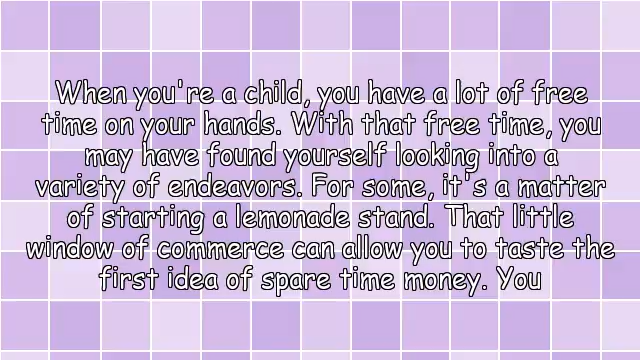 When you're a child, you have a lot of free
time on your hands. With that free time, you
may have found yourself looking into a
variety of endeavors. For some, it's a matter
of starting a lemonade stand. That little
window of commerce can allow you to taste the
first idea of spare time money. You